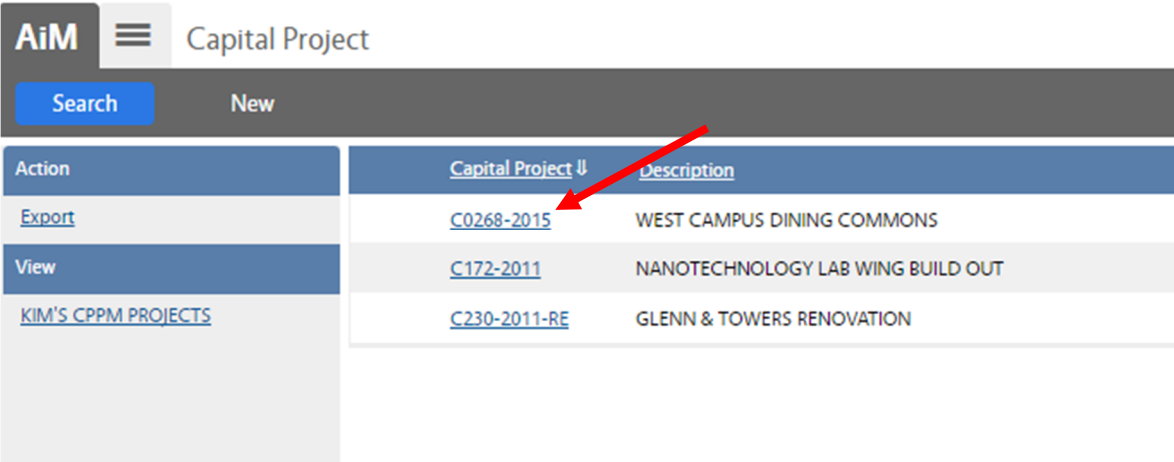 AiM Capital Project
Search New
Action
Export
View
KIM'S CPPM PROJECTS
Capital Project⇓ Description
C0268-2015 WEST CAMPUS DINING COMMONS
C172-2011 NANOTECHNOLOGY LAB WING BUILD OUT
C230-2011-RE GLENN & TOWERS RENOVATION